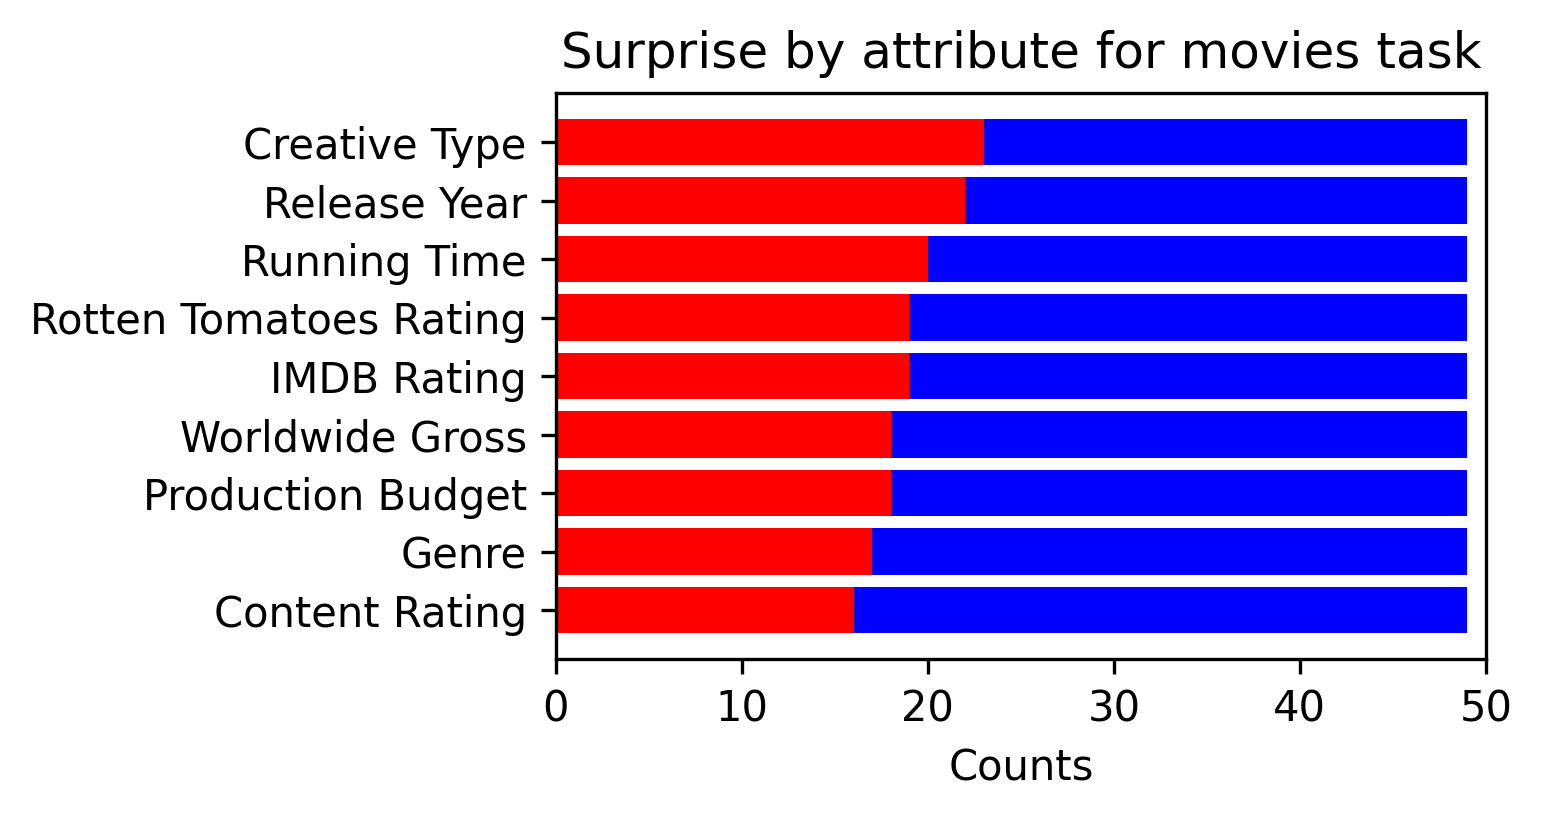 Surprise by attribute for movies task
Creative Type
Release Year
Running Time
Rotten Tomatoes Rating
IMDB Rating
Worldwide Gross
Production Budget
Genre
Content Rating
0 10 20 30 40 50
Counts